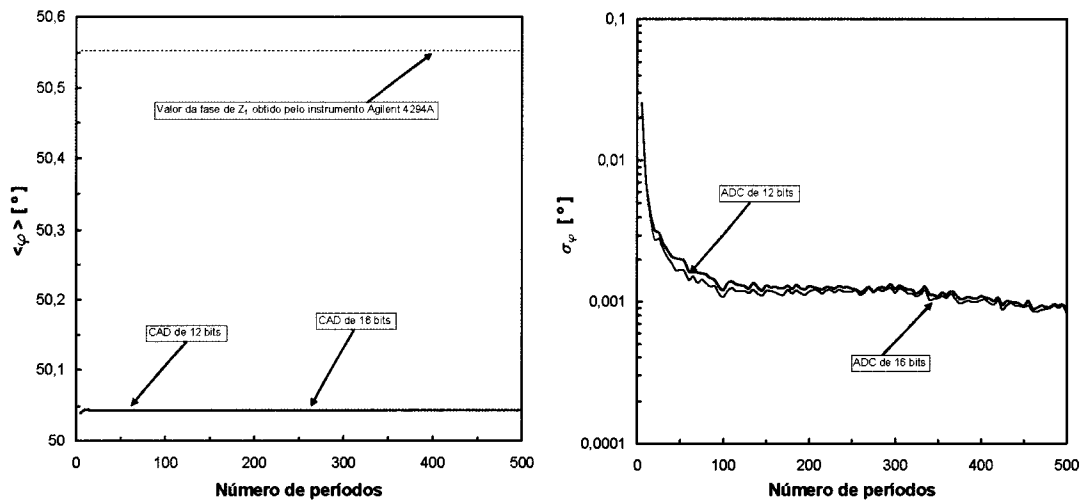 50,6
50,5
50,4
50,3
50,2
50,1
50
<φ> [°]
0
100
200
300
400
500
Número de períodos
Valor da fase de Z₁ obtido pelo instrumento Agilent 4294A
CAD de 12 bits
CAD de 16 bits
0,1
0,01
0,001
0,0001
σφ [°]
0
100
200
300
400
500
Número de períodos
ADC de 12 bits
ADC de 16 bits